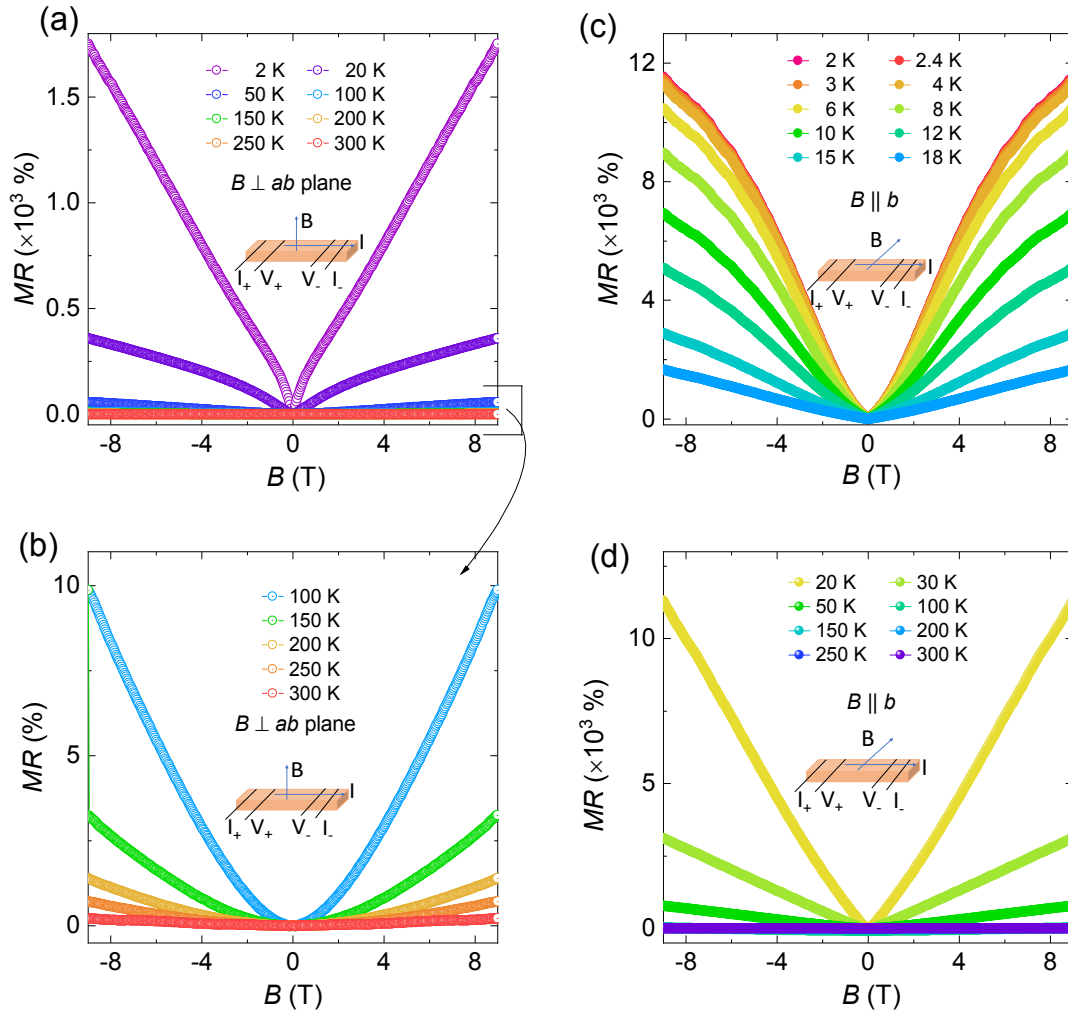 (a)
2 K 20 K
50 K 100 K
150 K 200 K
250 K 300 K
B ⊥ ab plane
B
I
I+ V+ V- I-
MR (×10³ %)
1.5
1.0
0.5
0.0
-8 -4 0 4 8
B (T)
(c)
2 K 2.4 K
3 K 4 K
6 K 8 K
10 K 12 K
15 K 18 K
B || b
B
I
I+ V+ V- I-
MR (×10³ %)
12
8
4
0
-8 -4 0 4 8
B (T)
(b)
100 K
150 K
200 K
250 K
300 K
B ⊥ ab plane
B
I
I+ V+ V- I-
MR (%)
10
5
0
-8 -4 0 4 8
B (T)
(d)
20 K 30 K
50 K 100 K
150 K 200 K
250 K 300 K
B || b
B
I
I+ V+ V- I-
MR (×10³ %)
10
5
0
-8 -4 0 4 8
B (T)